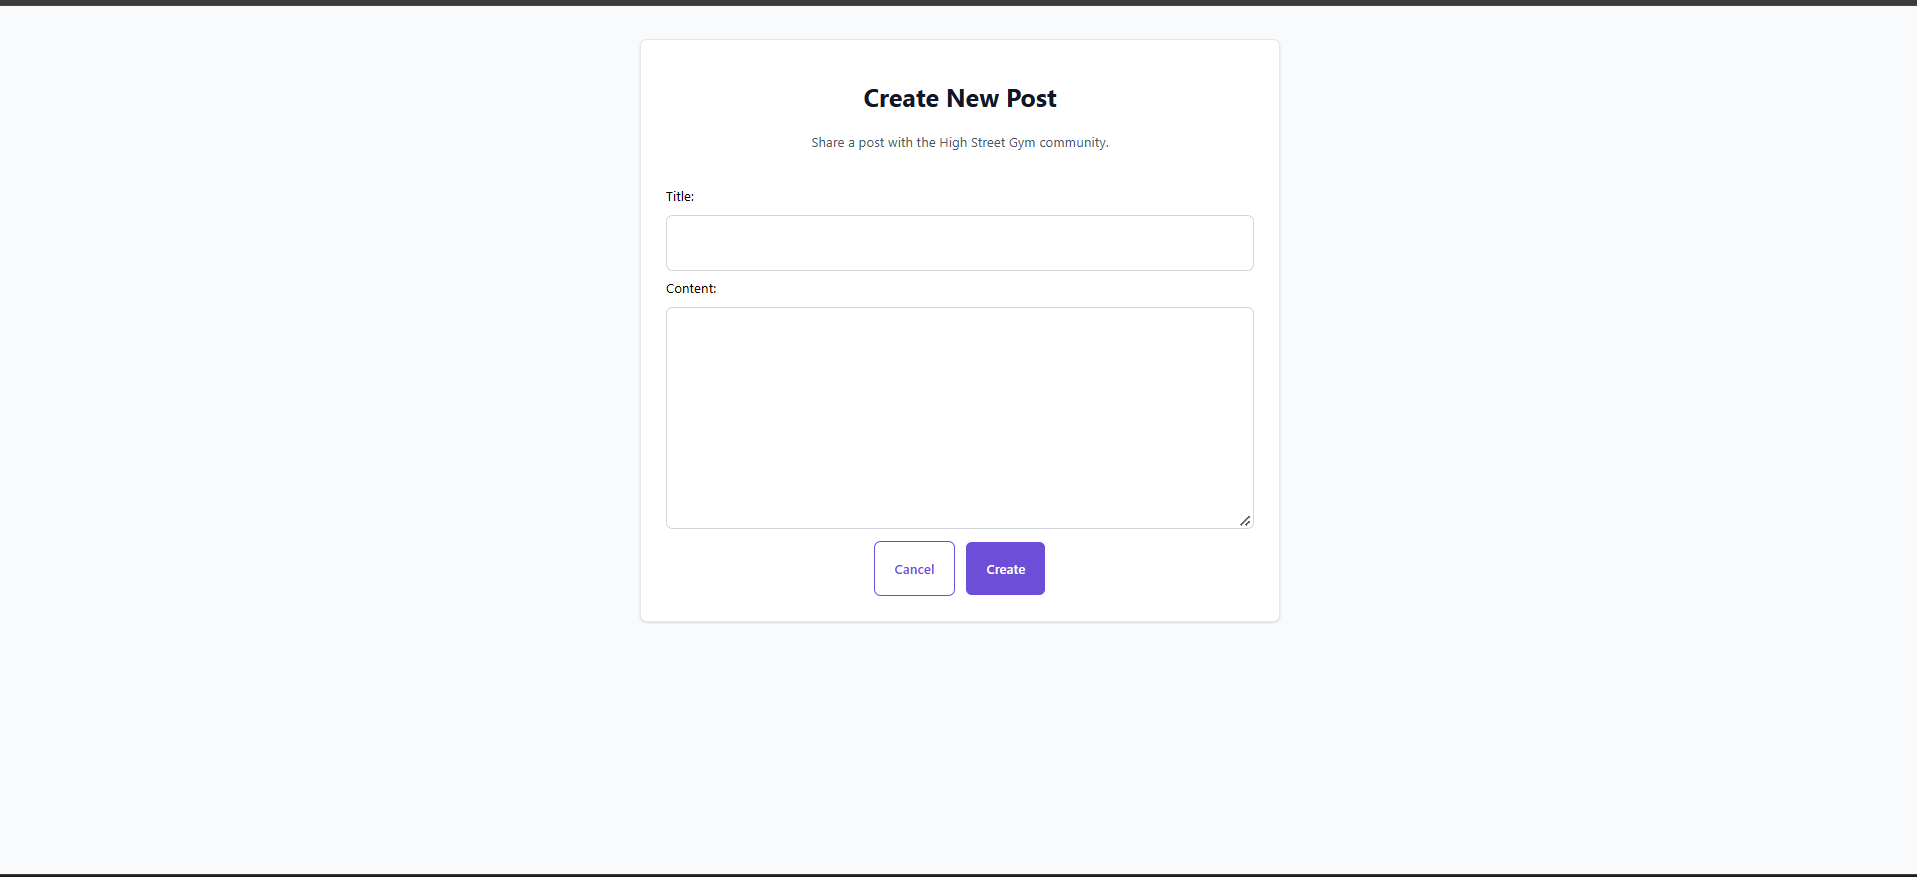 Create New Post
Share a post with the High Street Gym community.
Title:
Content:
Cancel
Create